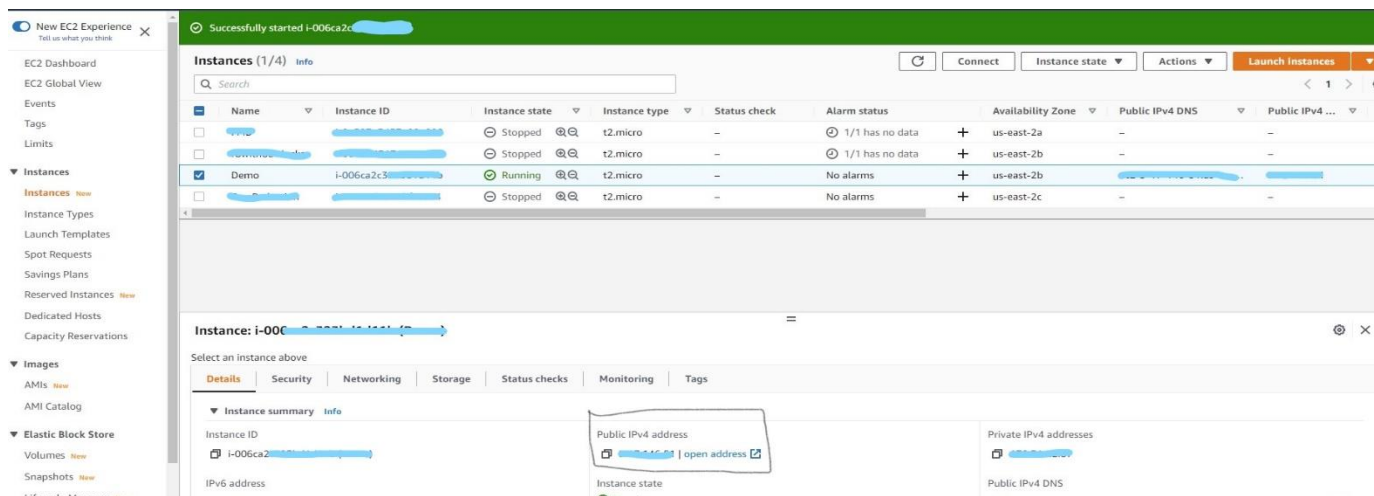 New EC2 Experience
Tell us what you think
EC2 Dashboard
EC2 Global View
Events
Tags
Limits
Instances
Instances New
Instance Types
Launch Templates
Spot Requests
Savings Plans
Reserved Instances New
Dedicated Hosts
Capacity Reservations
Images
AMIs New
AMI Catalog
Elastic Block Store
Volumes New
Snapshots New
Successfully started i-006ca2c
Instances (1/4) Info
Connect Instance state Actions Launch instances
Search
1
Name Instance ID Instance state Instance type Status check Alarm status Availability Zone Public IPv4 DNS Public IPv4 ...
Stopped t2.micro – 1/1 has no data + us-east-2a – –
Stopped t2.micro – 1/1 has no data + us-east-2b – –
Demo i-006ca2c3 Running t2.micro – No alarms + us-east-2b
Stopped t2.micro – No alarms + us-east-2c – –
Instance: i-006
Select an instance above
Details Security Networking Storage Status checks Monitoring Tags
Instance summary Info
Instance ID Public IPv4 address Private IPv4 addresses
i-006ca2 | open address
IPv6 address Instance state Public IPv4 DNS